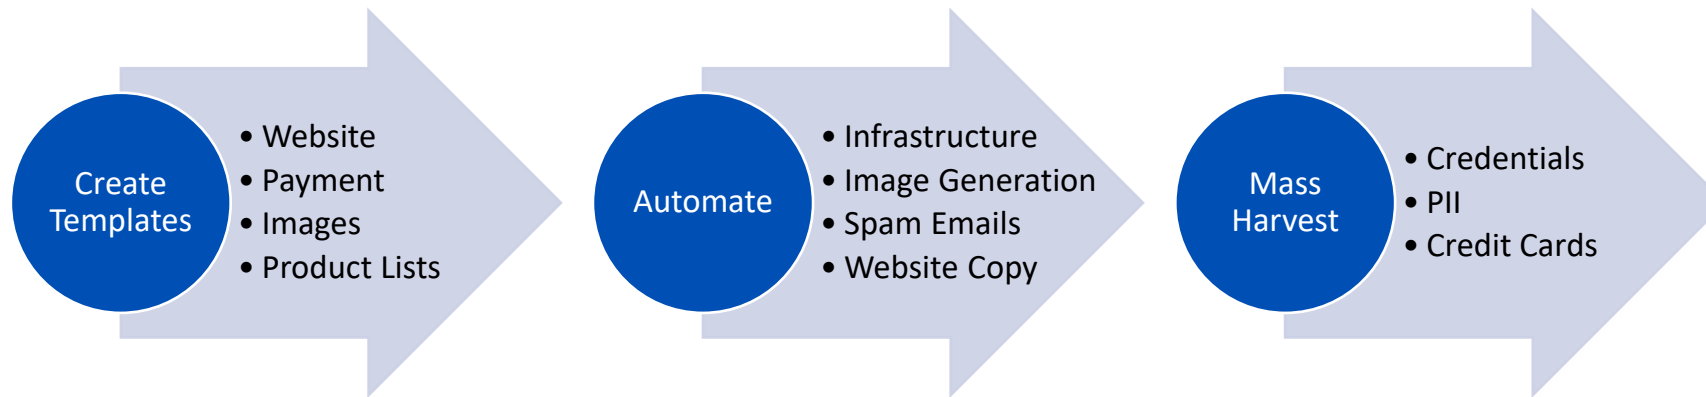 Create
Templates
• Website
• Payment
• Images
• Product Lists
Automate
• Infrastructure
• Image Generation
• Spam Emails
• Website Copy
Mass
Harvest
• Credentials
• PII
• Credit Cards